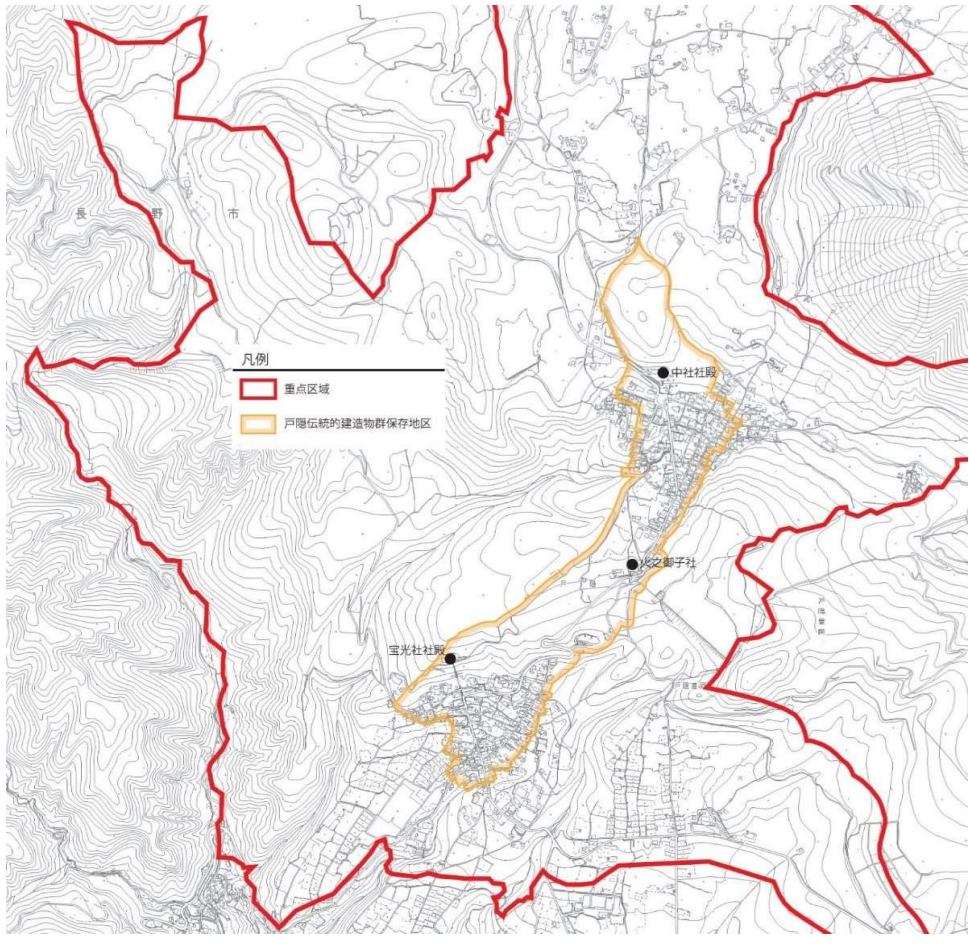 長野市
凡例
重点区域
戸隠伝統的建造物群保存地区
中社社殿
火之御子社
宝光社社殿